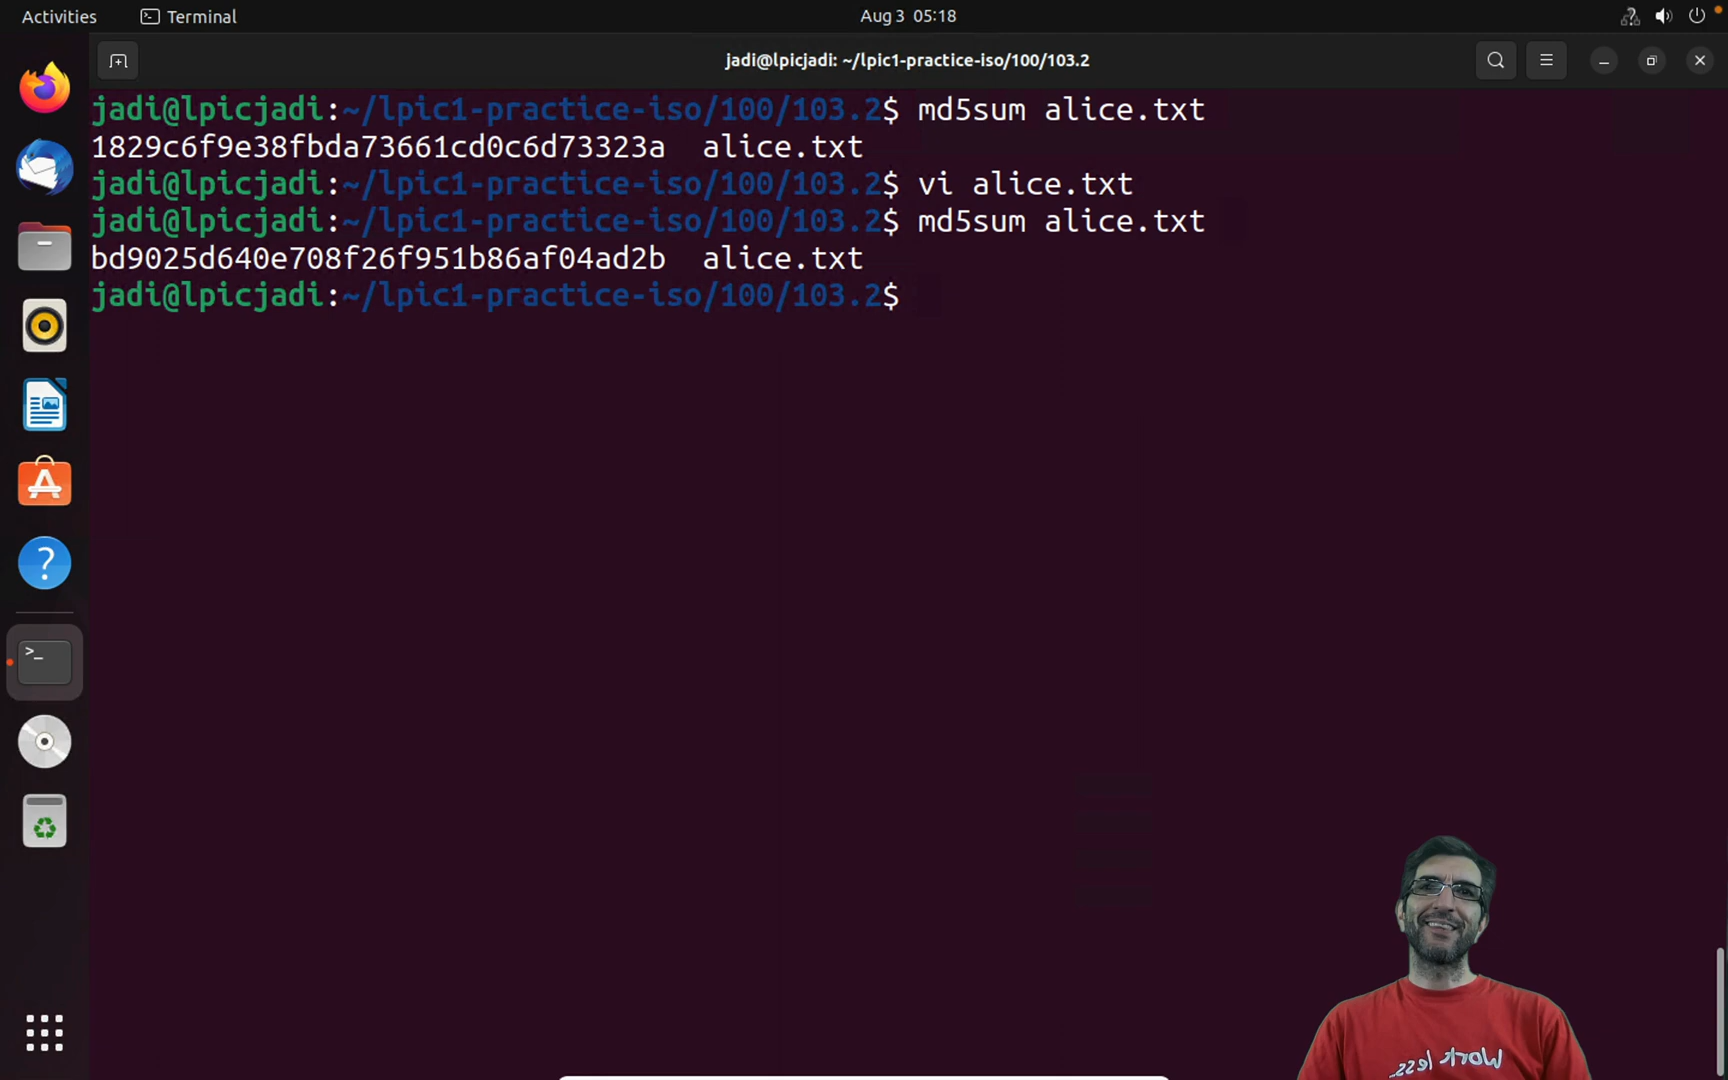 Activities
Terminal
Aug 3 05:18
jadi@lpicjadi: ~/lpic1-practice-iso/100/103.2
jadi@lpicjadi:~/lpic1-practice-iso/100/103.2$ md5sum alice.txt
1829c6f9e38fbda73661cd0c6d73323a  alice.txt
jadi@lpicjadi:~/lpic1-practice-iso/100/103.2$ vi alice.txt
jadi@lpicjadi:~/lpic1-practice-iso/100/103.2$ md5sum alice.txt
bd9025d640e708f26f951b86af04ad2b  alice.txt
jadi@lpicjadi:~/lpic1-practice-iso/100/103.2$
>_
Work
less..